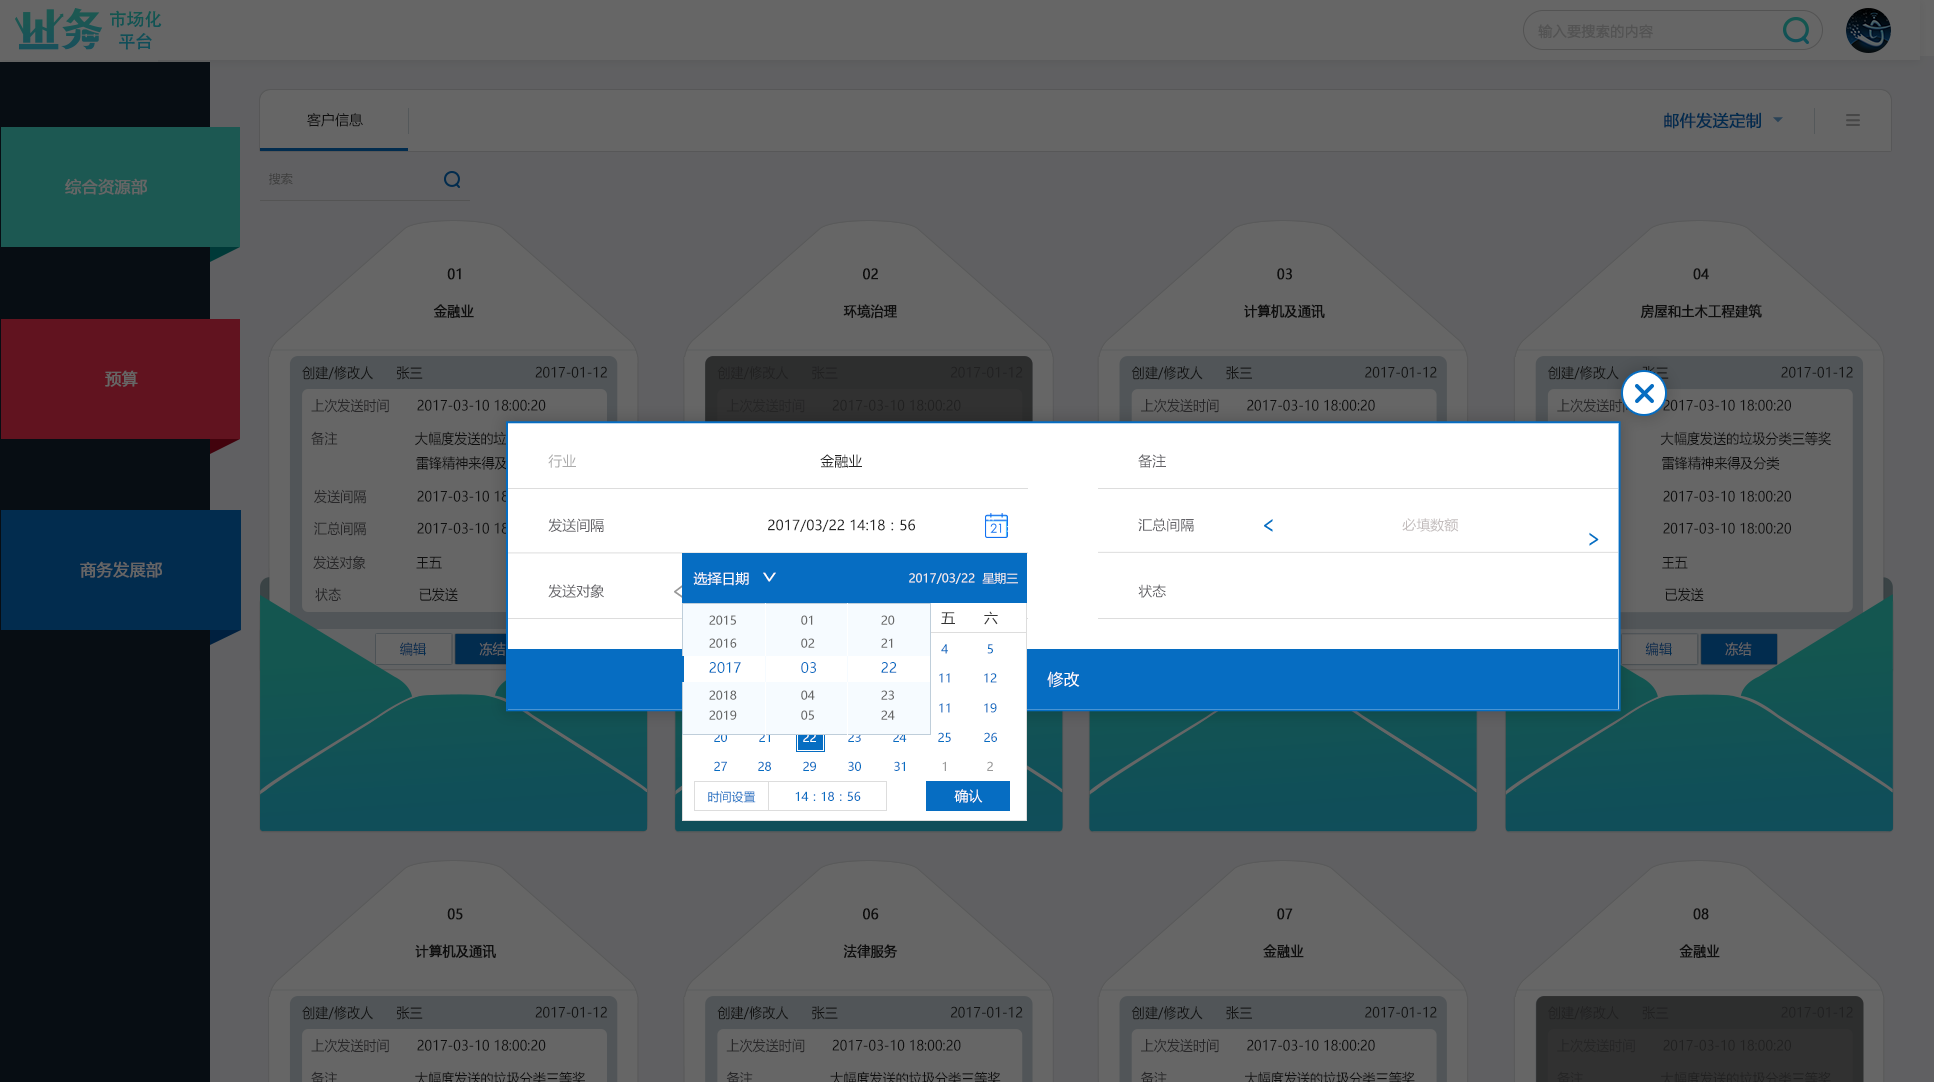 业务 市场化
平台
输入要搜索的内容
客户信息
邮件发送定制
搜索
综合资源部
预算
商务发展部
01
金融业
02
环境治理
03
计算机及通讯
04
房屋和土木工程建筑
创建/修改人 张三 2017-01-12
上次发送时间 2017-03-10 18:00:20
备注 大幅度发送的垃
雷锋精神来得及
发送间隔 2017-03-10 18
汇总间隔 2017-03-10 18
发送对象 王五
状态 已发送
编辑 冻结
创建/修改人 张三 2017-01-12
上次发送时间 2017-03-10 18:00:20
创建/修改人 张三 2017-01-12
上次发送时间 2017-03-10 18:00:20
创建/修改人 张三 2017-01-12
上次发送时间 2017-03-10 18:00:20
大幅度发送的垃圾分类三等奖
雷锋精神来得及分类
2017-03-10 18:00:20
2017-03-10 18:00:20
王五
已发送
编辑 冻结
行业 金融业 备注
发送间隔 2017/03/22 14:18 : 56 21
汇总间隔 < 必填数额 >
发送对象 <
状态
修改
选择日期 2017/03/22 星期三
2015 01 20
2016 02 21
2017 03 22
2018 04 23
2019 05 24
五 六
4 5
11 12
11 19
20 21 22 23 24 25 26
27 28 29 30 31 1 2
时间设置 14 : 18 : 56 确认
05
计算机及通讯
06
法律服务
07
金融业
08
金融业
创建/修改人 张三 2017-01-12
上次发送时间 2017-03-10 18:00:20
备注 大幅度发送的垃圾分类三等奖
创建/修改人 张三 2017-01-12
上次发送时间 2017-03-10 18:00:20
备注 大幅度发送的垃圾分类三等奖
创建/修改人 张三 2017-01-12
上次发送时间 2017-03-10 18:00:20
备注 大幅度发送的垃圾分类三等奖
创建/修改人 张三 2017-01-12
上次发送时间 2017-03-10 18:00:20
备注 大幅度发送的垃圾分类三等奖